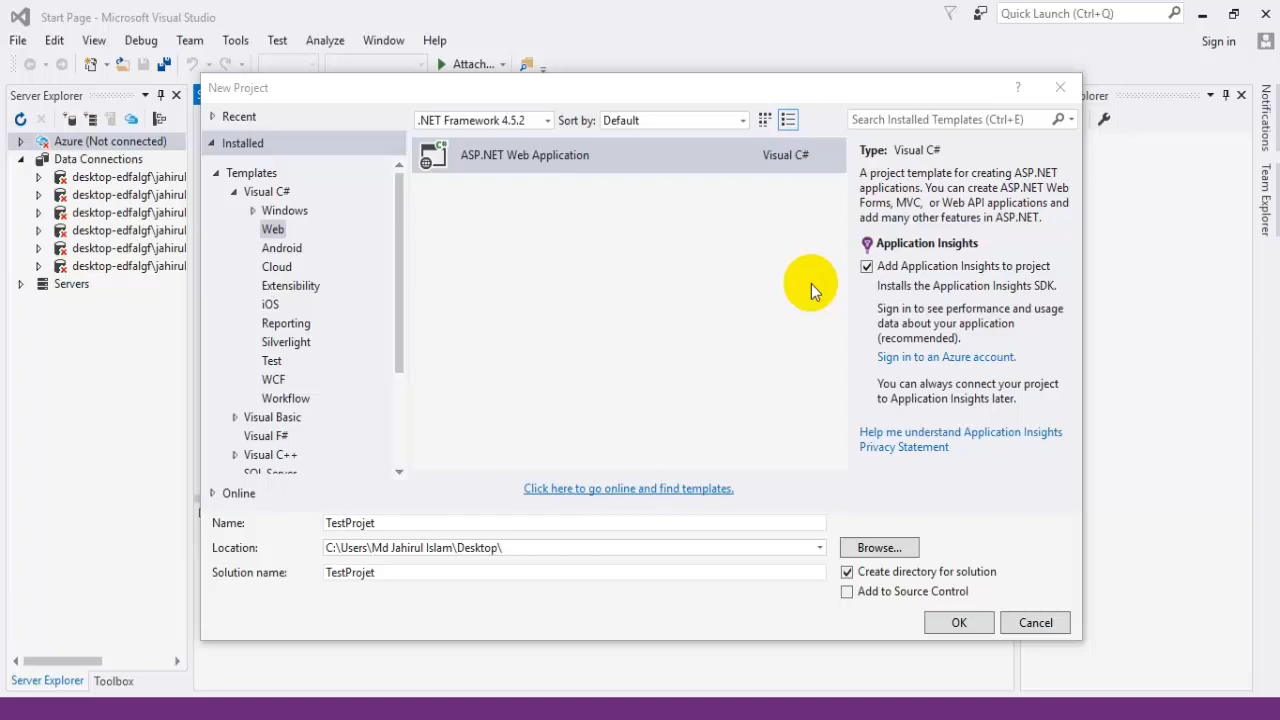 Start Page - Microsoft Visual Studio
Quick Launch (Ctrl+Q)
File Edit View Debug Team Tools Test Analyze Window Help
Sign in
Attach...
Server Explorer
New Project
Azure (Not connected)
Data Connections
desktop-edfalgf\jahirul
desktop-edfalgf\jahirul
desktop-edfalgf\jahirul
desktop-edfalgf\jahirul
desktop-edfalgf\jahirul
desktop-edfalgf\jahirul
Servers
Recent
Installed
Templates
Visual C#
Windows
Web
Android
Cloud
Extensibility
iOS
Reporting
Silverlight
Test
WCF
Workflow
Visual Basic
Visual F#
Visual C++
SQL Server
Online
.NET Framework 4.5.2
Sort by: Default
Search Installed Templates (Ctrl+E)
ASP.NET Web Application
Visual C#
Click here to go online and find templates.
Type: Visual C#
A project template for creating ASP.NET
applications. You can create ASP.NET Web
Forms, MVC, or Web API applications and
add many other features in ASP.NET.
Application Insights
Add Application Insights to project
Installs the Application Insights SDK.
Sign in to see performance and usage
data about your application
(recommended).
Sign in to an Azure account.
You can always connect your project
to Application Insights later.
Help me understand Application Insights
Privacy Statement
Name: TestProjet
Location: C:\Users\Md Jahirul Islam\Desktop\
Browse...
Solution name: TestProjet
Create directory for solution
Add to Source Control
OK
Cancel
plorer
Notifications
Team Explorer
Server Explorer
Toolbox